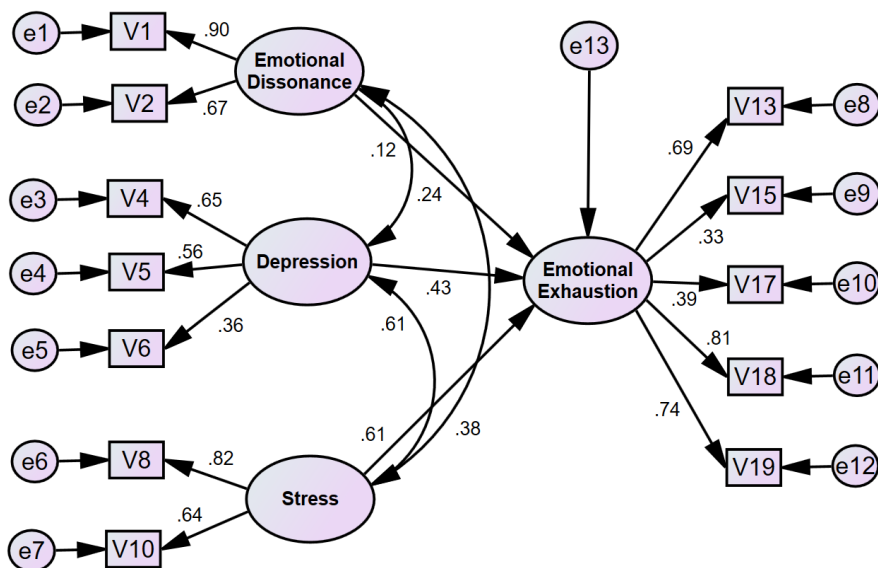 e1
V1
.90
Emotional
Dissonance
e13
e2
V2
.67
V13
e8
.69
.12
e3
V4
.65
.24
V15
e9
.33
e4
V5
.56
Depression
.43
Emotional
Exhaustion
.39
V17
e10
e5
V6
.36
.61
.81
V18
e11
.74
e6
V8
.82
.61
.38
V19
e12
Stress
.64
e7
V10